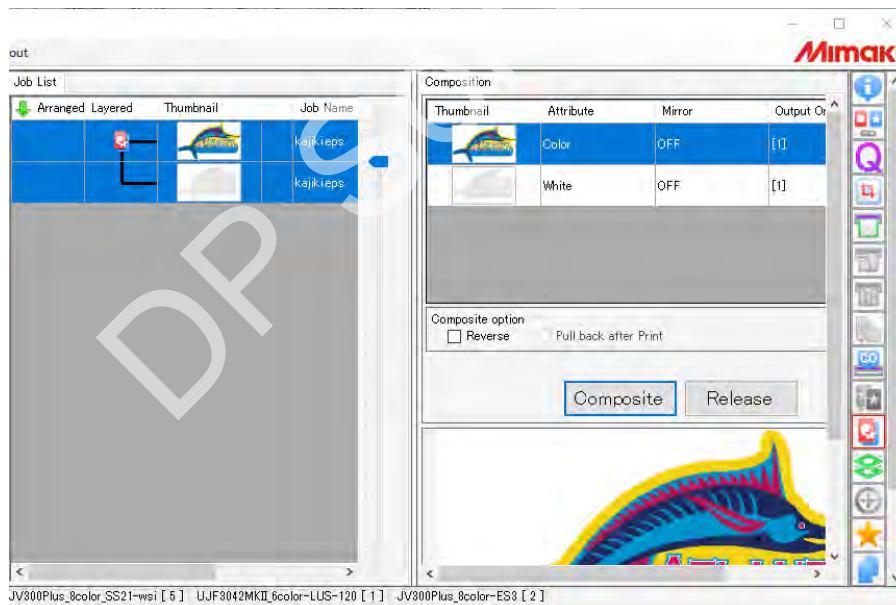 out
Mimak
Job List
Arranged Layered Thumbnail Job Name
kajikieps
kajikieps
Composition
Thumbnail Attribute Mirror Output Or
Color OFF [1]
White OFF [1]
Composite option
Reverse Pull back after Print
Composite Release
JV300Plus_8color_SS21-wsi [ 5 ] UJF3042MKII_6color-LUS-120 [ 1 ] JV300Plus_8color-ES3 [ 2 ]
DP S
Q
GO